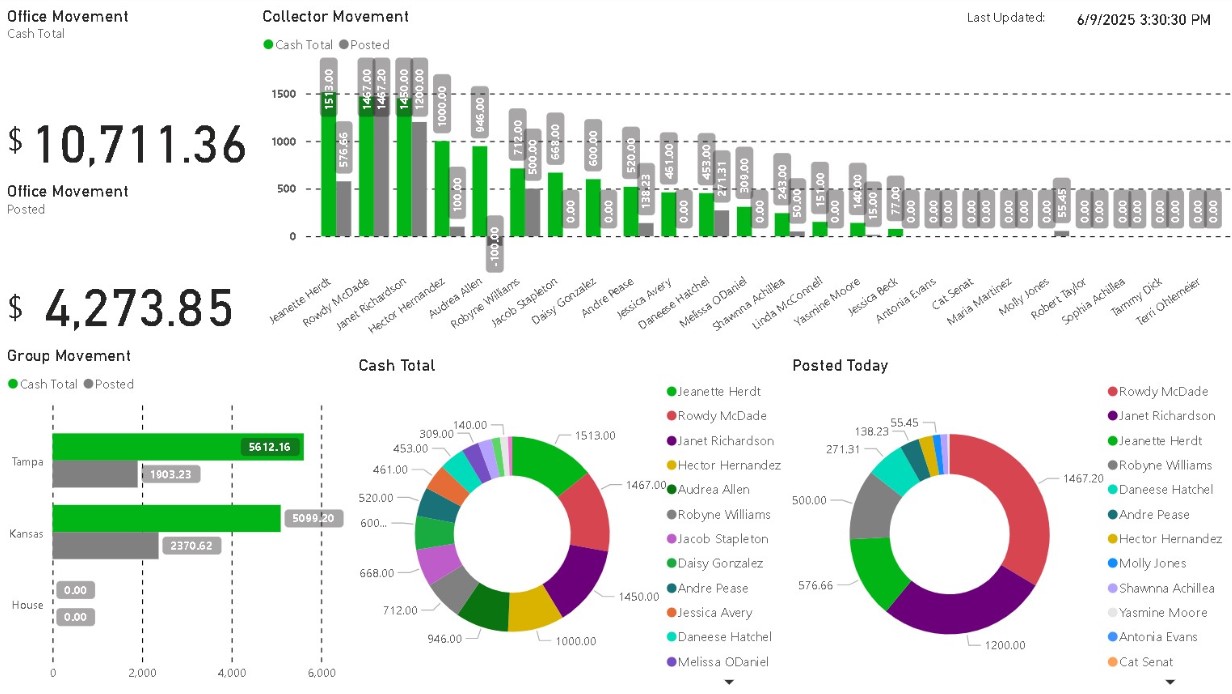 Office Movement
Cash Total
$ 10,711.36
Office Movement
Posted
$ 4,273.85
Collector Movement
Cash Total Posted
Last Updated: 6/9/2025 3:30:30 PM
1500
1000
500
0
1513.00 576.66 1467.00 1467.20 1450.00 1200.00 1000.00 100.00 946.00 -100.00 712.00 500.00 668.00 0.00 600.00 0.00 520.00 138.23 461.00 0.00 453.00 271.31 309.00 0.00 243.00 50.00 151.00 0.00 140.00 15.00 77.00 0.00 0.00 0.00 0.00 0.00 0.00 0.00 0.00 55.45 0.00 0.00 0.00 0.00 0.00 0.00 0.00 0.00
Jeanette Herdt
Rowdy McDade
Janet Richardson
Hector Hernandez
Audrea Allen
Robyne Williams
Jacob Stapleton
Daisy Gonzalez
Andre Pease
Jessica Avery
Daneese Hatchel
Melissa ODaniel
Shawnna Achillea
Linda McConnell
Yasmine Moore
Jessica Beck
Antonia Evans
Cat Senat
Maria Martinez
Molly Jones
Robert Taylor
Sophia Achillea
Tammy Dick
Terri Ohlemeier
Group Movement
Cash Total Posted
Tampa
5612.16
1903.23
Kansas
5099.20
2370.62
House
0.00
0.00
0 2,000 4,000 6,000
Cash Total
1513.00
1467.00
1450.00
1000.00
946.00
712.00
668.00
600...
520.00
461.00
453.00
309.00
140.00
Jeanette Herdt
Rowdy McDade
Janet Richardson
Hector Hernandez
Audrea Allen
Robyne Williams
Jacob Stapleton
Daisy Gonzalez
Andre Pease
Jessica Avery
Daneese Hatchel
Melissa ODaniel
Posted Today
1467.20
1200.00
576.66
500.00
271.31
138.23
55.45
Rowdy McDade
Janet Richardson
Jeanette Herdt
Robyne Williams
Daneese Hatchel
Andre Pease
Hector Hernandez
Molly Jones
Shawnna Achillea
Yasmine Moore
Antonia Evans
Cat Senat